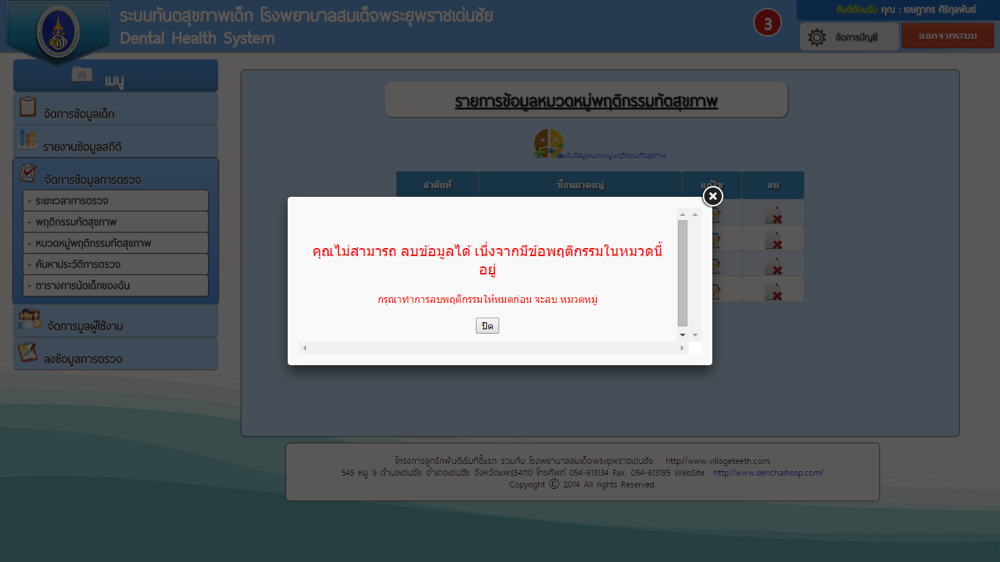 ระบบทันตสุขภาพเด็ก โรงพยาบาลสมเด็จพระยุพราชเด่นชัย
Dental Health System
3
ยินดีต้อนรับ คุณ : เจษฎากร ศิริกุลพันธ์
จัดการบัญชี
ออกจากระบบ
เมนู
จัดการข้อมูลเด็ก
รายงานข้อมูลสถิติ
จัดการข้อมูลการตรวจ
- ระยะเวลาการตรวจ
- พฤติกรรมทัตสุขภาพ
- หมวดหมู่พฤติกรรมทัตสุขภาพ
- ค้นหาประวัติการตรวจ
- ตารางการนัดเด็กของฉัน
จัดการมูลผู้ใช้งาน
ลงข้อมูลการตรวจ
รายการข้อมูลหมวดหมู่พฤติกรรมทัตสุขภาพ
เพิ่มข้อมูลหมวดหมู่พฤติกรรมทัตสุขภาพ
ลำดับที่ ชื่อหมวดหมู่ แก้ไข ลบ
คุณไม่สามารถ ลบข้อมูลได้ เนื่งจากมีข้อพฤติกรรมในหมวดนี้
อยู่
กรุณาทำการลบพฤติกรรมให้หมดก่อน จะลบ หมวดหมู่
ปิด
โครงการลูกรักฟันดีเริ่มที่ซี่แรก ร่วมกับ โรงพยาบาลสมเด็จพระยุพราชเด่นชัย : http://www.villageteeth.com
545 หมู่ 9 ตำบลเด่นชัย อำเภอเด่นชัย จังหวัดแพร่54110 โทรศัพท์ 054-613134 Fax. 054-613195 WebSite : http://www.denchaihosp.com/
Copyright © 2014 All rights Reserved.